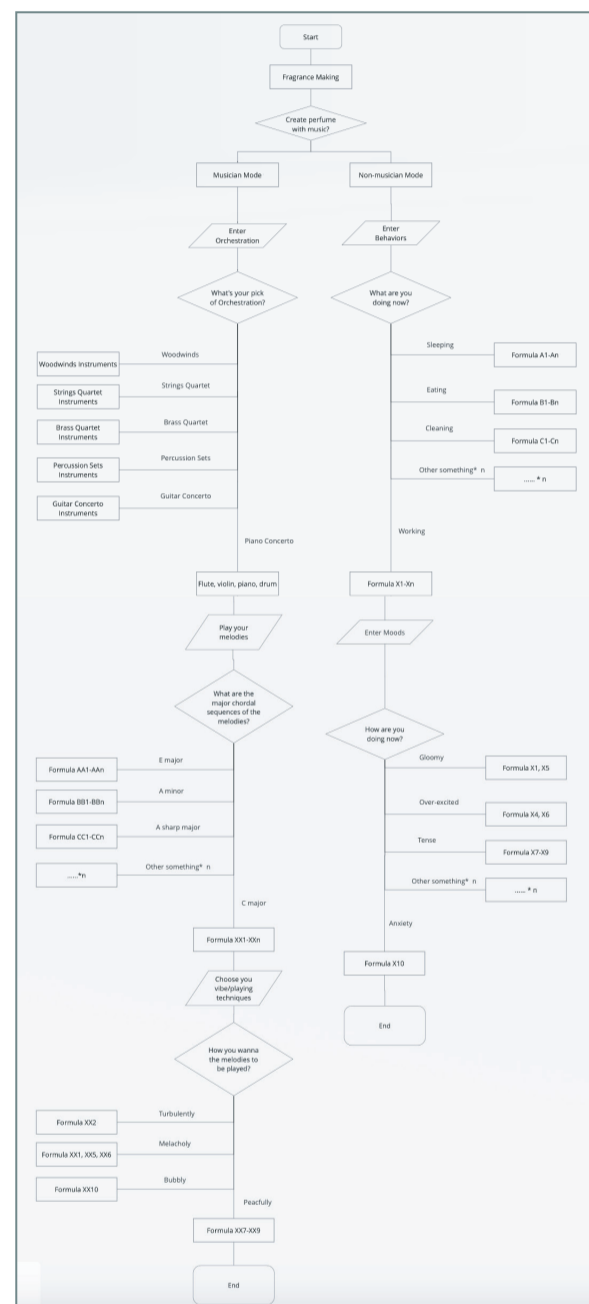 Start
Fragrance Making
Create perfume
with music?
Musician Mode
Non-musician Mode
Enter
Orchestration
Enter
Behaviors
What's your pick
of Orchestration?
What are you
doing now?
Woodwinds
Woodwinds Instruments
Strings Quartet
Strings Quartet
Instruments
Brass Quartet
Brass Quartet
Instruments
Percussion Sets
Percussion Sets
Instruments
Guitar Concerto
Guitar Concerto
Instruments
Piano Concerto
Sleeping
Formula A1-An
Eating
Formula B1-Bn
Cleaning
Formula C1-Cn
Other something* n
...... * n
Working
Flute, violin, piano, drum
Formula X1-Xn
Play your
melodies
Enter Moods
What are the
major chordal
sequences of the
melodies?
How are you
doing now?
E major
Formula AA1-AAn
A minor
Formula BB1-BBn
A sharp major
Formula CC1-CCn
Other something* n
......*n
C major
Gloomy
Formula X1, X5
Over-excited
Formula X4, X6
Tense
Formula X7-X9
Other something* n
...... * n
Anxiety
Formula XX1-XXn
Formula X10
Choose you
vibe/playing
techniques
End
How you wanna
the melodies to
be played?
Turbulently
Formula XX2
Melacholy
Formula XX1, XX5, XX6
Bubbly
Formula XX10
Peacfully
Formula XX7-XX9
End